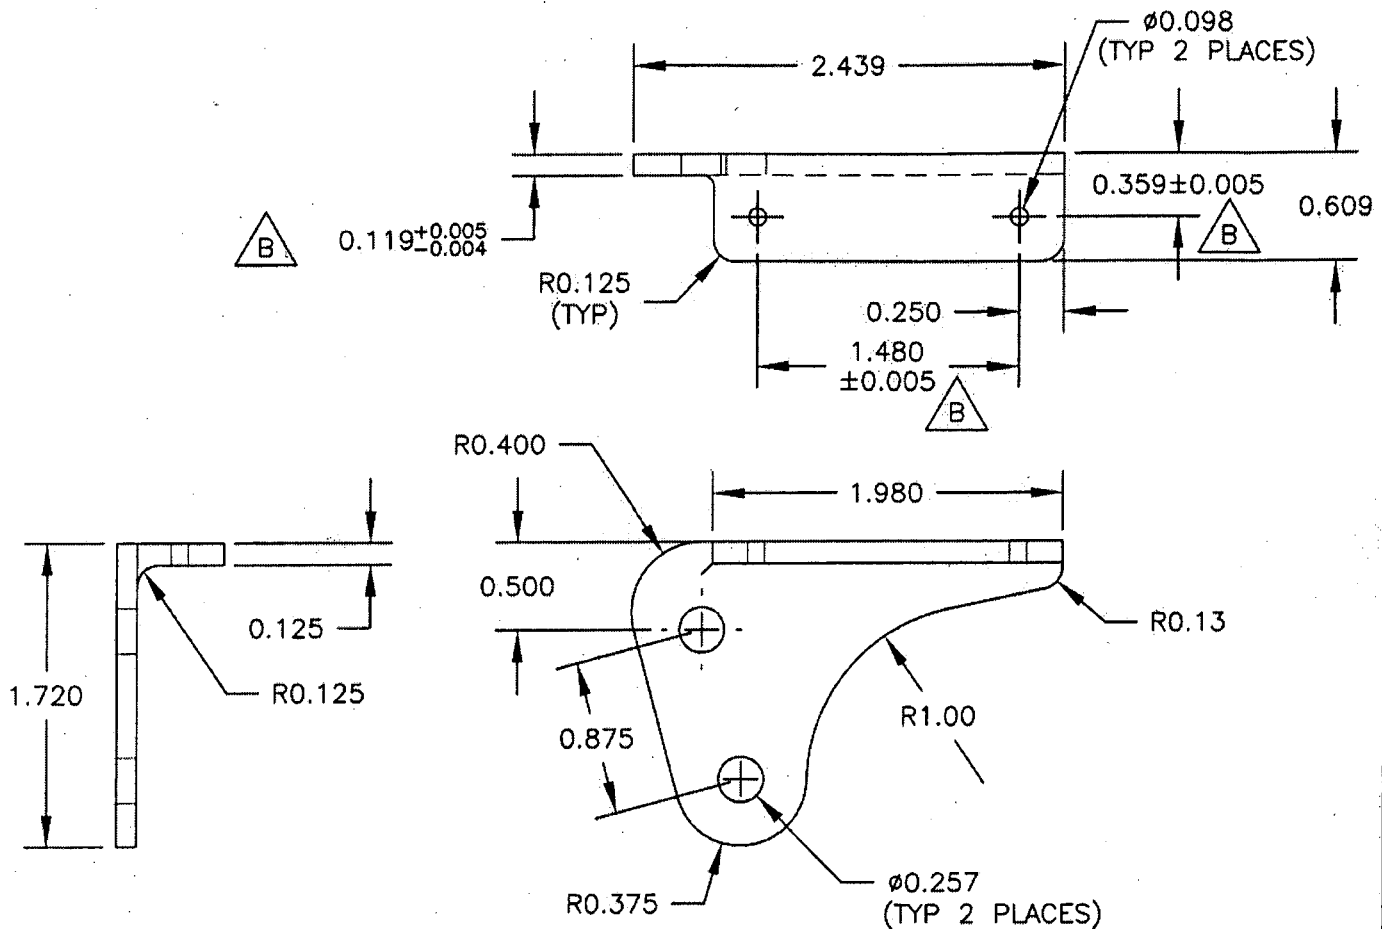 ø0.098
(TYP 2 PLACES)
2.439
0.359±0.005
0.609
B
0.119+0.005
-0.004
B
R0.125
(TYP)
0.250
1.480
±0.005
B
R0.400
1.980
0.500
0.125
R0.13
1.720
R0.125
0.875
R1.00
ø0.257
(TYP 2 PLACES)
R0.375